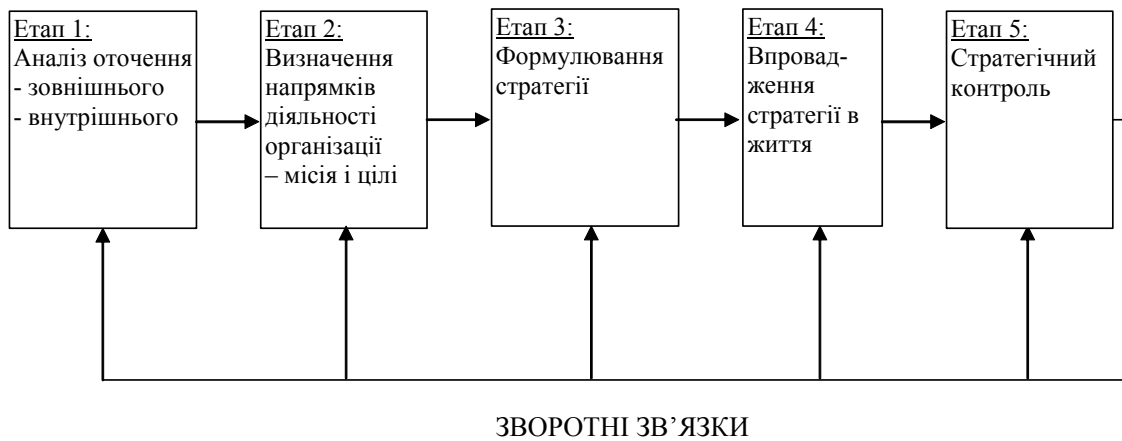 Етап 1:
Аналіз оточення
- зовнішнього
- внутрішнього
Етап 2:
Визначення
напрямків
діяльності
організації
– місія і цілі
Етап 3:
Формулювання
стратегії
Етап 4:
Впровад-
ження
стратегії в
життя
Етап 5:
Стратегічний
контроль
ЗВОРОТНІ ЗВ’ЯЗКИ